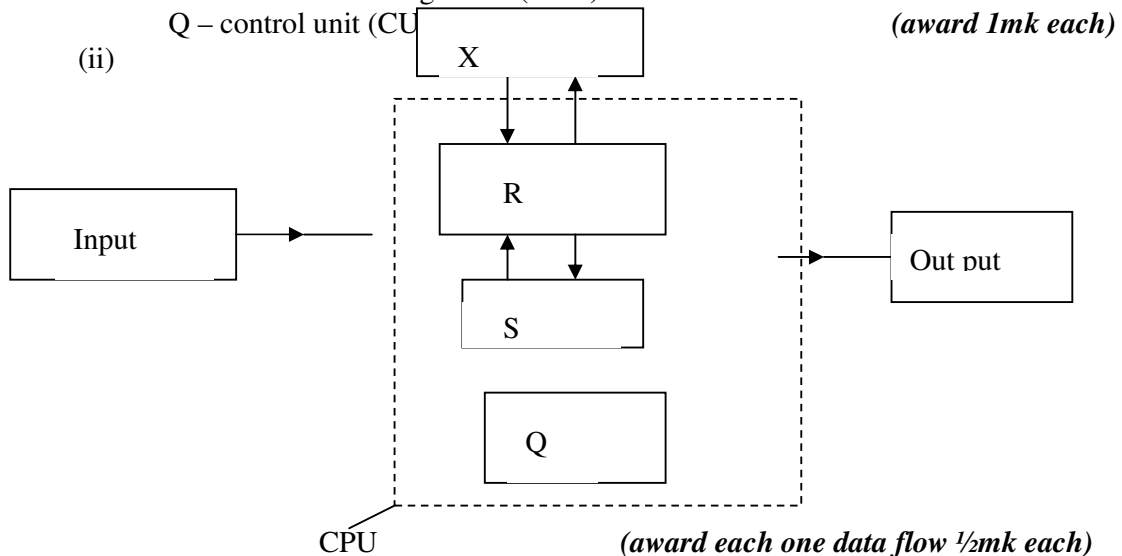 Q – control unit (CU
(award 1mk each)
(ii)
X
R
Input
Out put
S
Q
CPU
(award each one data flow ½mk each)